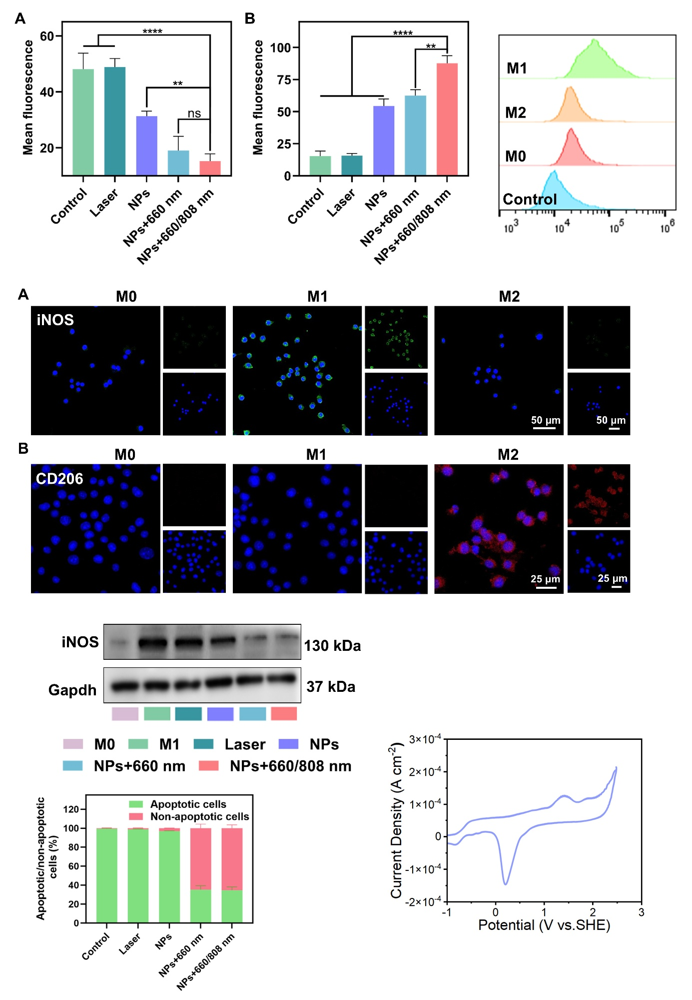 A
Mean fluorescence
60
40
20
****
**
ns
Control
Laser
NPs
NPs+660 nm
NPs+660/808 nm
B
Mean fluorescence
100
75
50
25
0
****
**
Control
Laser
NPs
NPs+660 nm
NPs+660/808 nm
M1
M2
M0
Control
10³ 10⁴ 10⁵ 10⁶
A
M0 M1 M2
iNOS
50 µm 50 µm
B
M0 M1 M2
CD206
25 µm 25 µm
iNOS 130 kDa
Gapdh 37 kDa
M0 M1 Laser NPs
NPs+660 nm NPs+660/808 nm
Apoptotic/non-apoptotic
cells (%)
120
100
80
60
40
20
0
Apoptotic cells
Non-apoptotic cells
Control
Laser
NPs
NPs+660 nm
NPs+660/808 nm
Current Density (A cm⁻²)
3×10⁻⁴
2×10⁻⁴
1×10⁻⁴
0
-1×10⁻⁴
-2×10⁻⁴
-1 0 1 2 3
Potential (V vs.SHE)